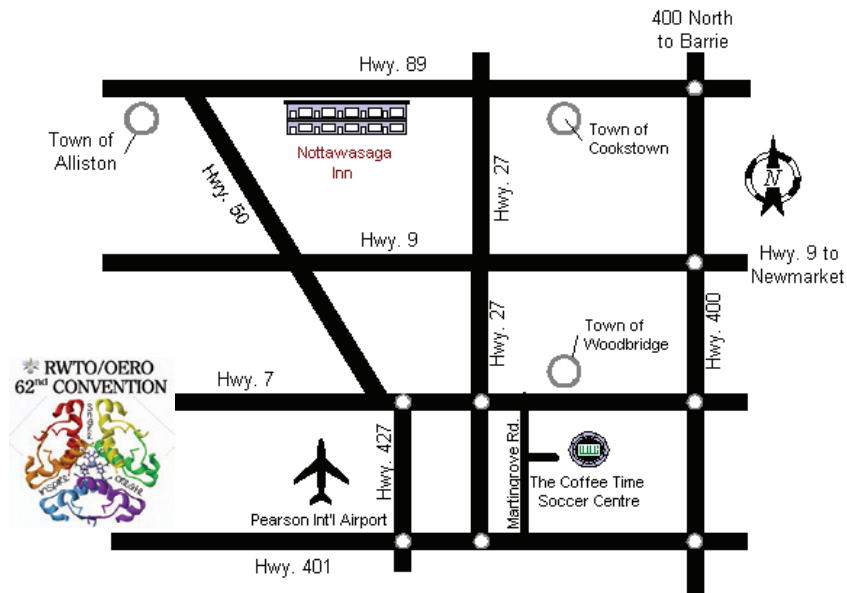 400 North
to Barrie
Hwy. 89
Town of
Alliston
Nottawasaga
Inn
Town of
Cookstown
Hwy. 27
Hwy. 50
N
Hwy. 9
Hwy. 9 to
Newmarket
Hwy. 27
Town of
Woodbridge
Hwy. 400
RWTO/OERO
62nd CONVENTION
Hwy. 7
Hwy. 427
Martingrove Rd.
The Coffee Time
Soccer Centre
Pearson Int'l Airport
Hwy. 401